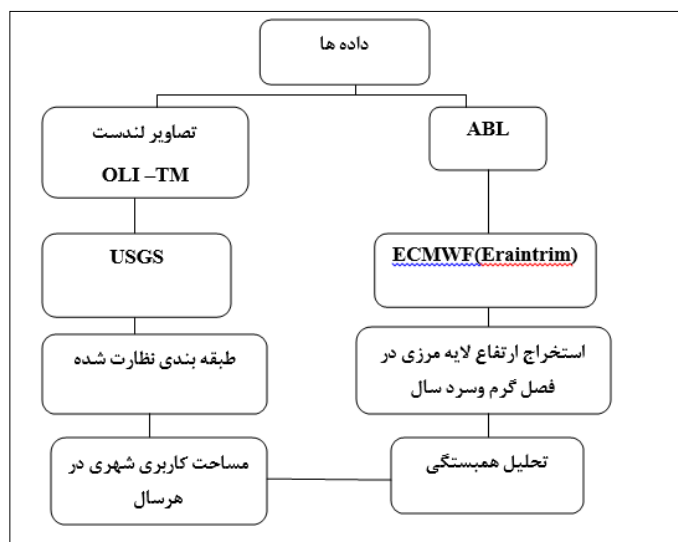 داده ها
تصاویر لندست
OLI –TM
ABL
USGS
ECMWF(Eraintrim)
طبقه بندی نظارت شده
استخراج ارتفاع لایه مرزی در
فصل گرم وسرد سال
مساحت کاربری شهری در
هرسال
تحلیل همبستگی